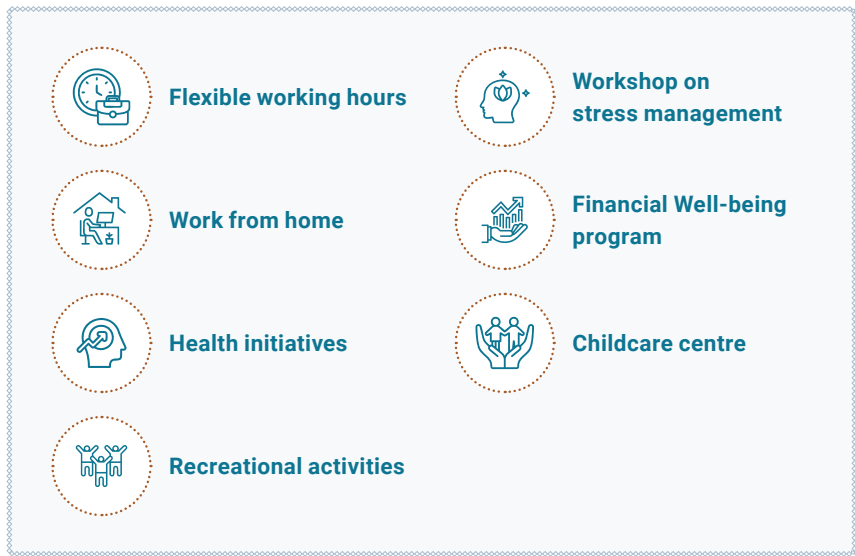 Flexible working hours
Work from home
Health initiatives
Recreational activities
Workshop on
stress management
Financial Well-being
program
Childcare centre